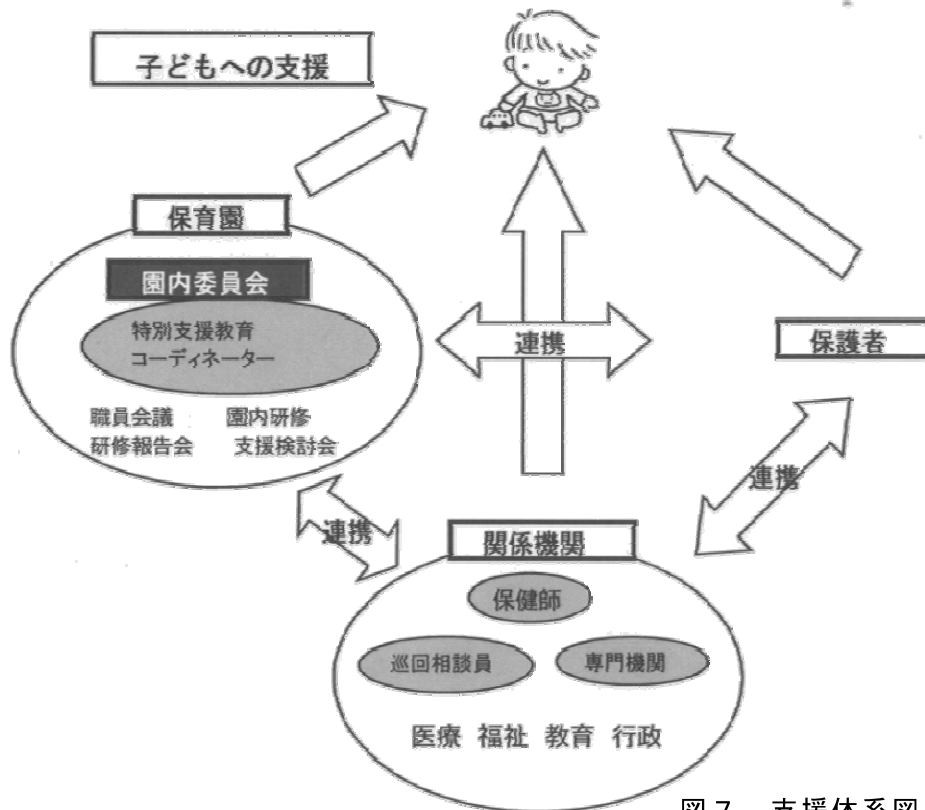 子どもへの支援
保育園
園内委員会
特別支援教育
コーディネーター
職員会議 園内研修
研修報告会 支援検討会
連携
保護者
連携
連携
関係機関
保健師
巡回相談員 専門機関
医療 福祉 教育 行政
図7 支援体系図